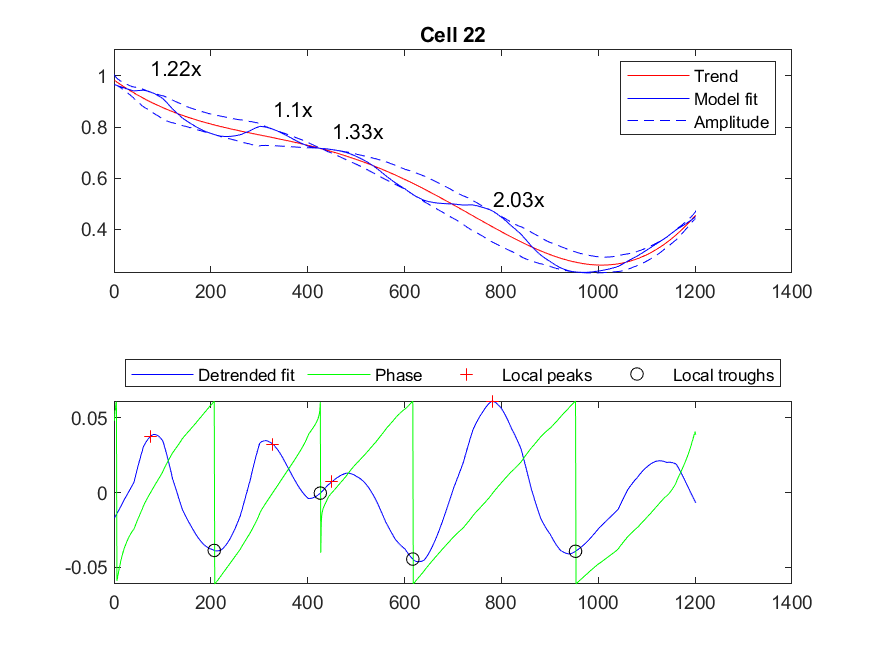 Cell 22
1.22x
1.1x
1.33x
2.03x
Trend
Model fit
Amplitude
1
0.8
0.6
0.4
0 200 400 600 800 1000 1200 1400
Detrended fit Phase Local peaks Local troughs
0.05
0
-0.05
0 200 400 600 800 1000 1200 1400